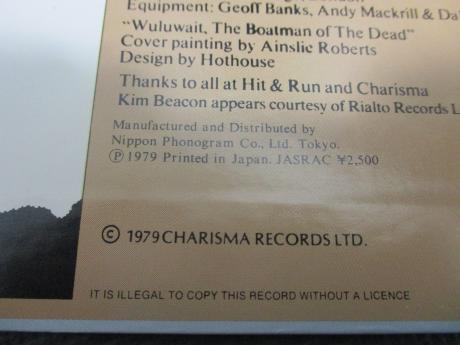 Equipment: Geoff Banks, Andy Mackrill &
"Wuluwait, The Boatman of The Dead"
Cover painting by Ainslie Roberts
Design by Hothouse
Thanks to all at Hit & Run and Charisma
Kim Beacon appears courtesy of Rialto Records
Manufactured and Distributed by
Nippon Phonogram Co., Ltd. Tokyo.
Ⓟ 1979 Printed in Japan. JASRAC ¥2,500
© 1979 CHARISMA RECORDS LTD.
IT IS ILLEGAL TO COPY THIS RECORD WITHOUT A LICENCE